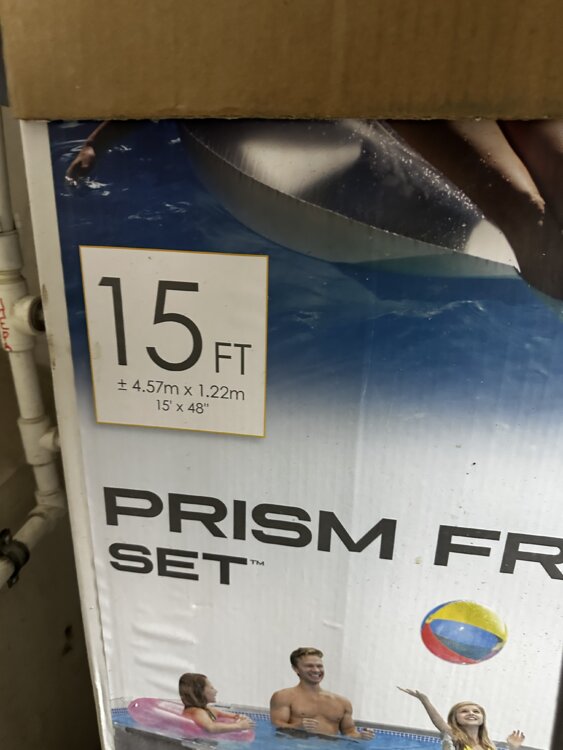 15 FT
± 4.57m x 1.22m
15' x 48"
PRISM FR
SET™